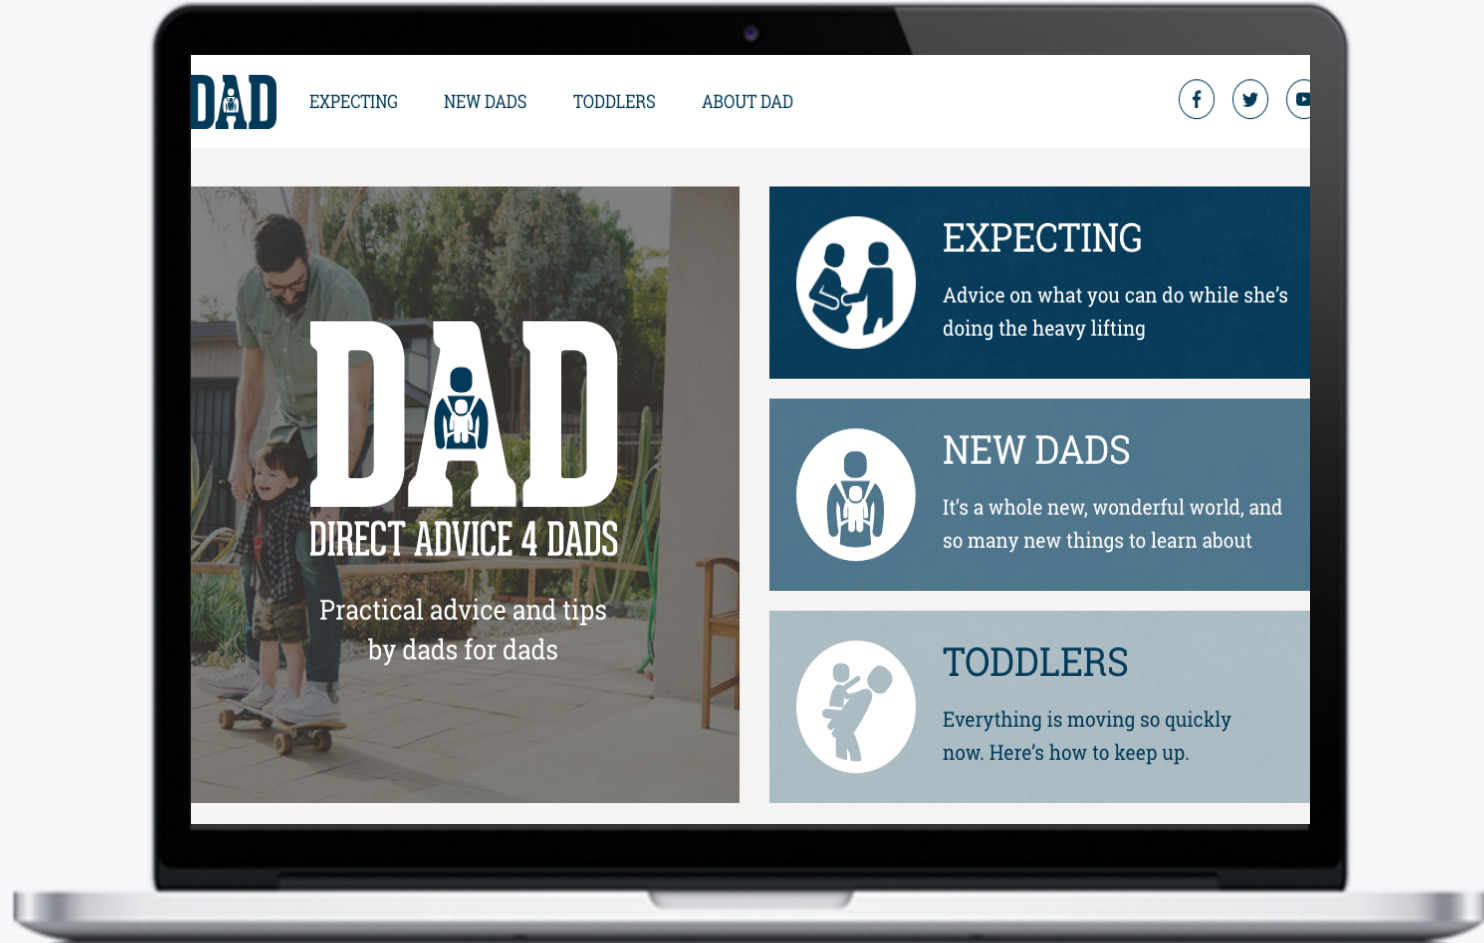 DAD
EXPECTING
NEW DADS
TODDLERS
ABOUT DAD
DAD
DIRECT ADVICE 4 DADS
Practical advice and tips
by dads for dads
EXPECTING
Advice on what you can do while she’s
doing the heavy lifting
NEW DADS
It’s a whole new, wonderful world, and
so many new things to learn about
TODDLERS
Everything is moving so quickly
now. Here’s how to keep up.